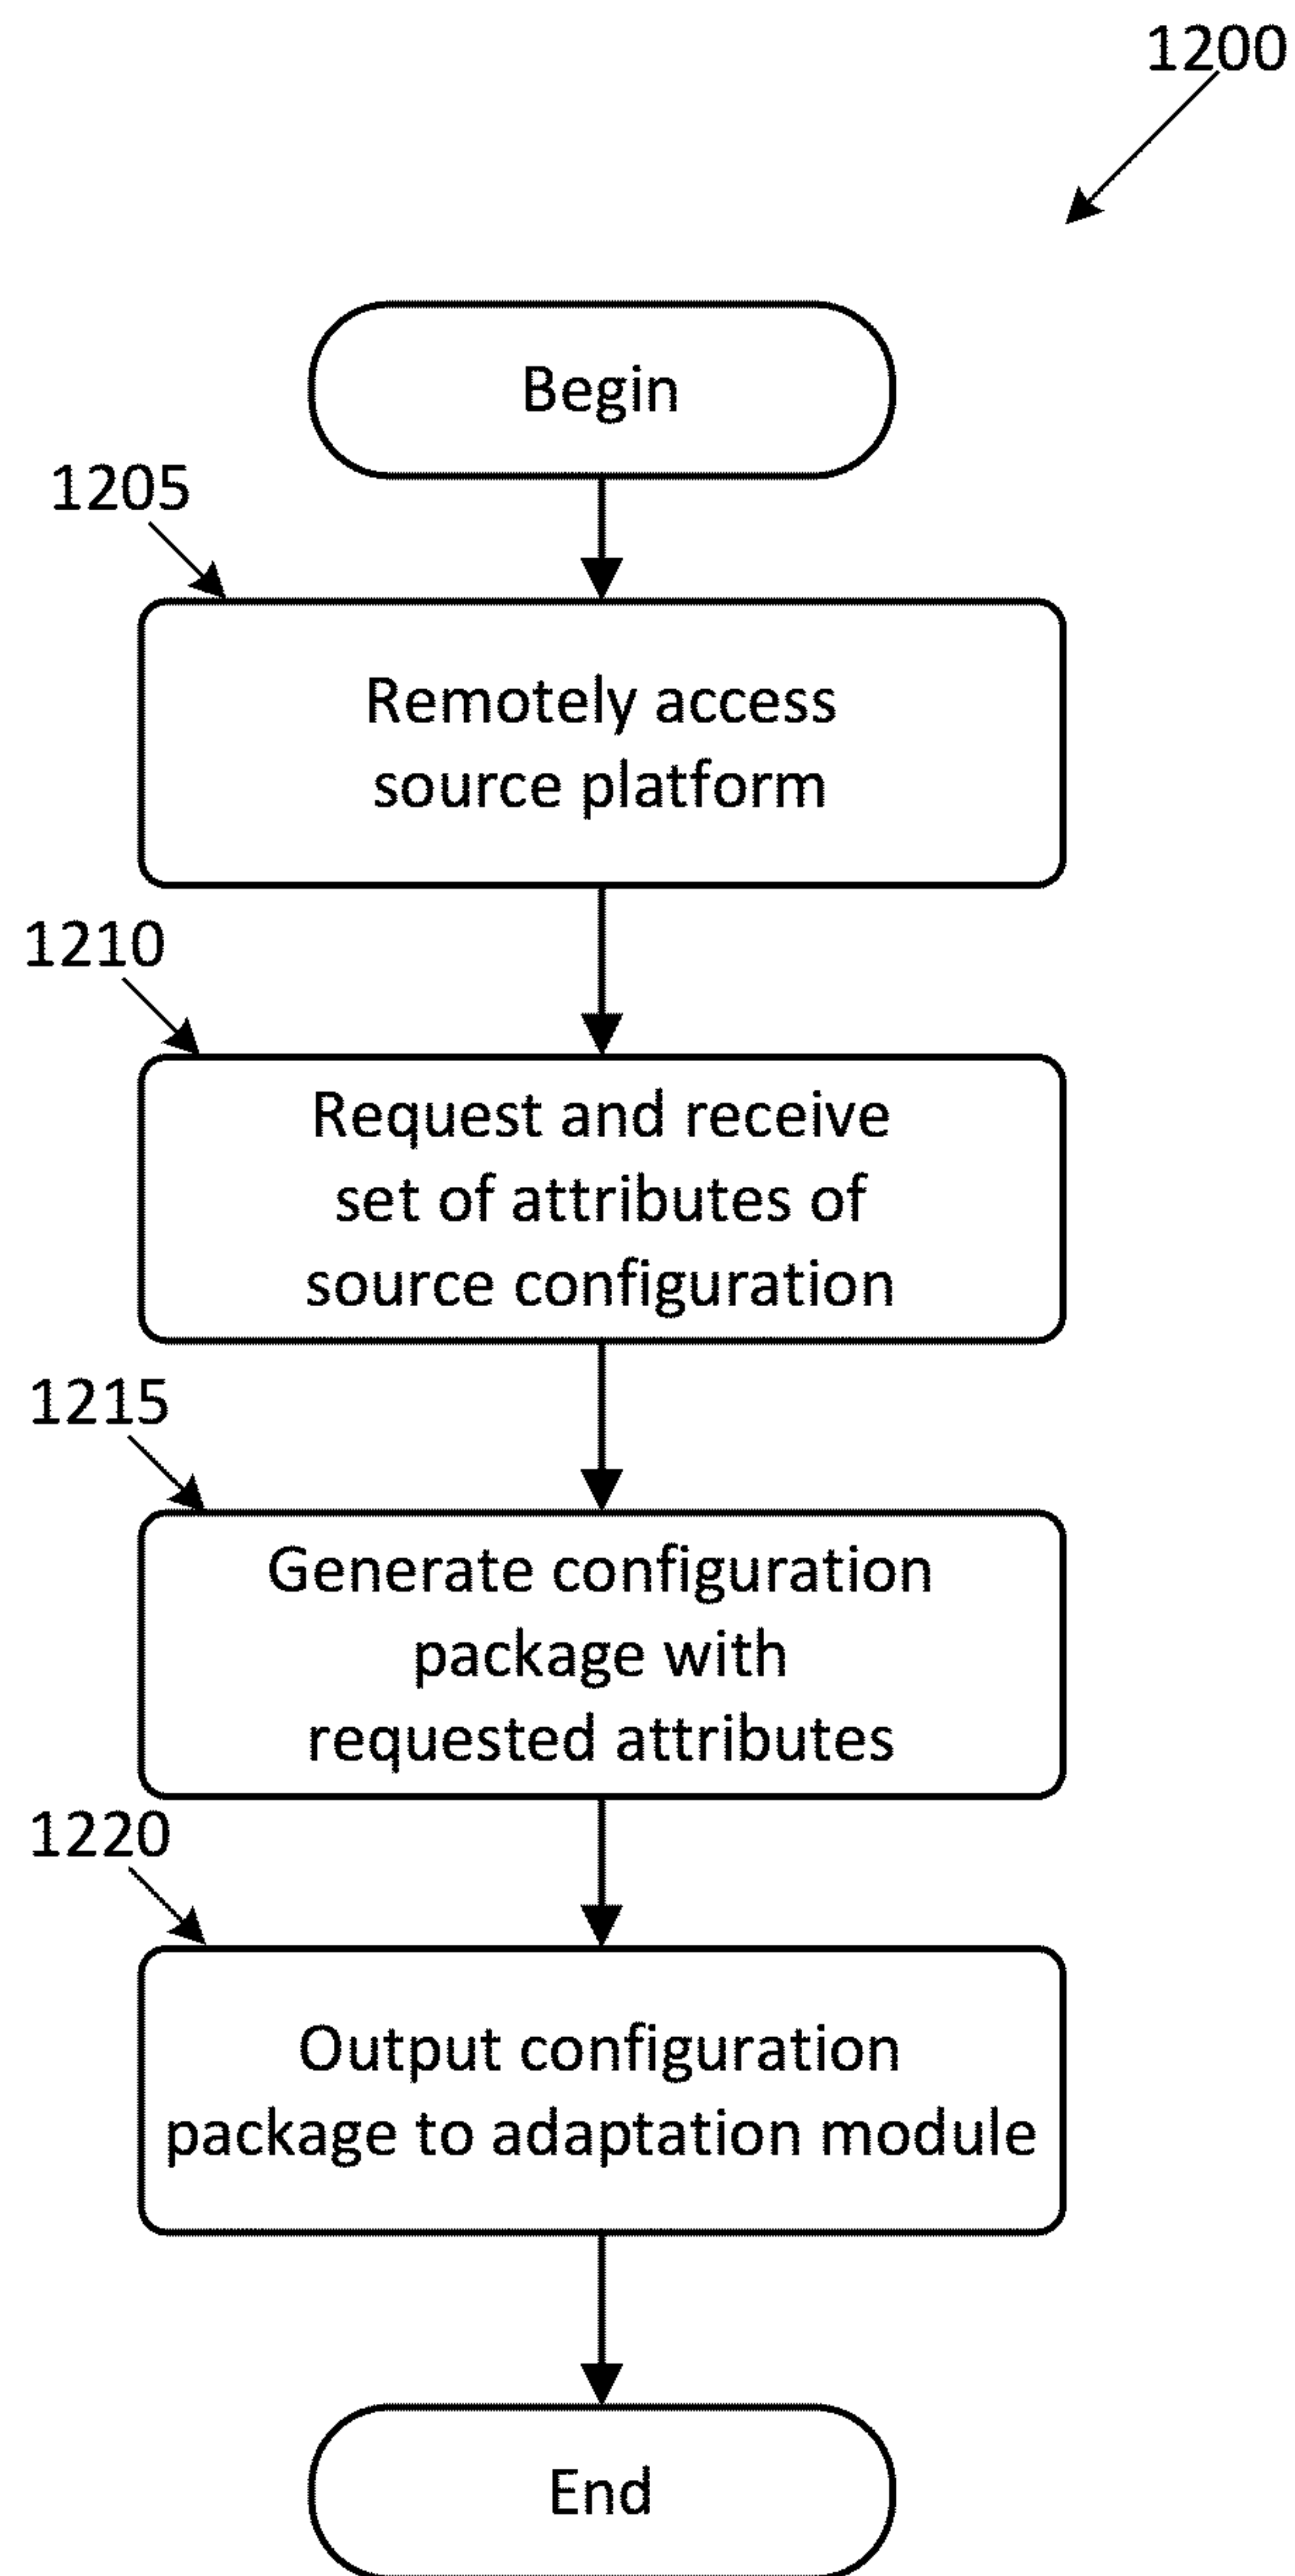 1200
Begin
1205
Remotely access
source platform
1210
Request and receive
set of attributes of
source configuration
1215
Generate configuration
package with
requested attributes
1220
Output configuration
package to adaptation module
End